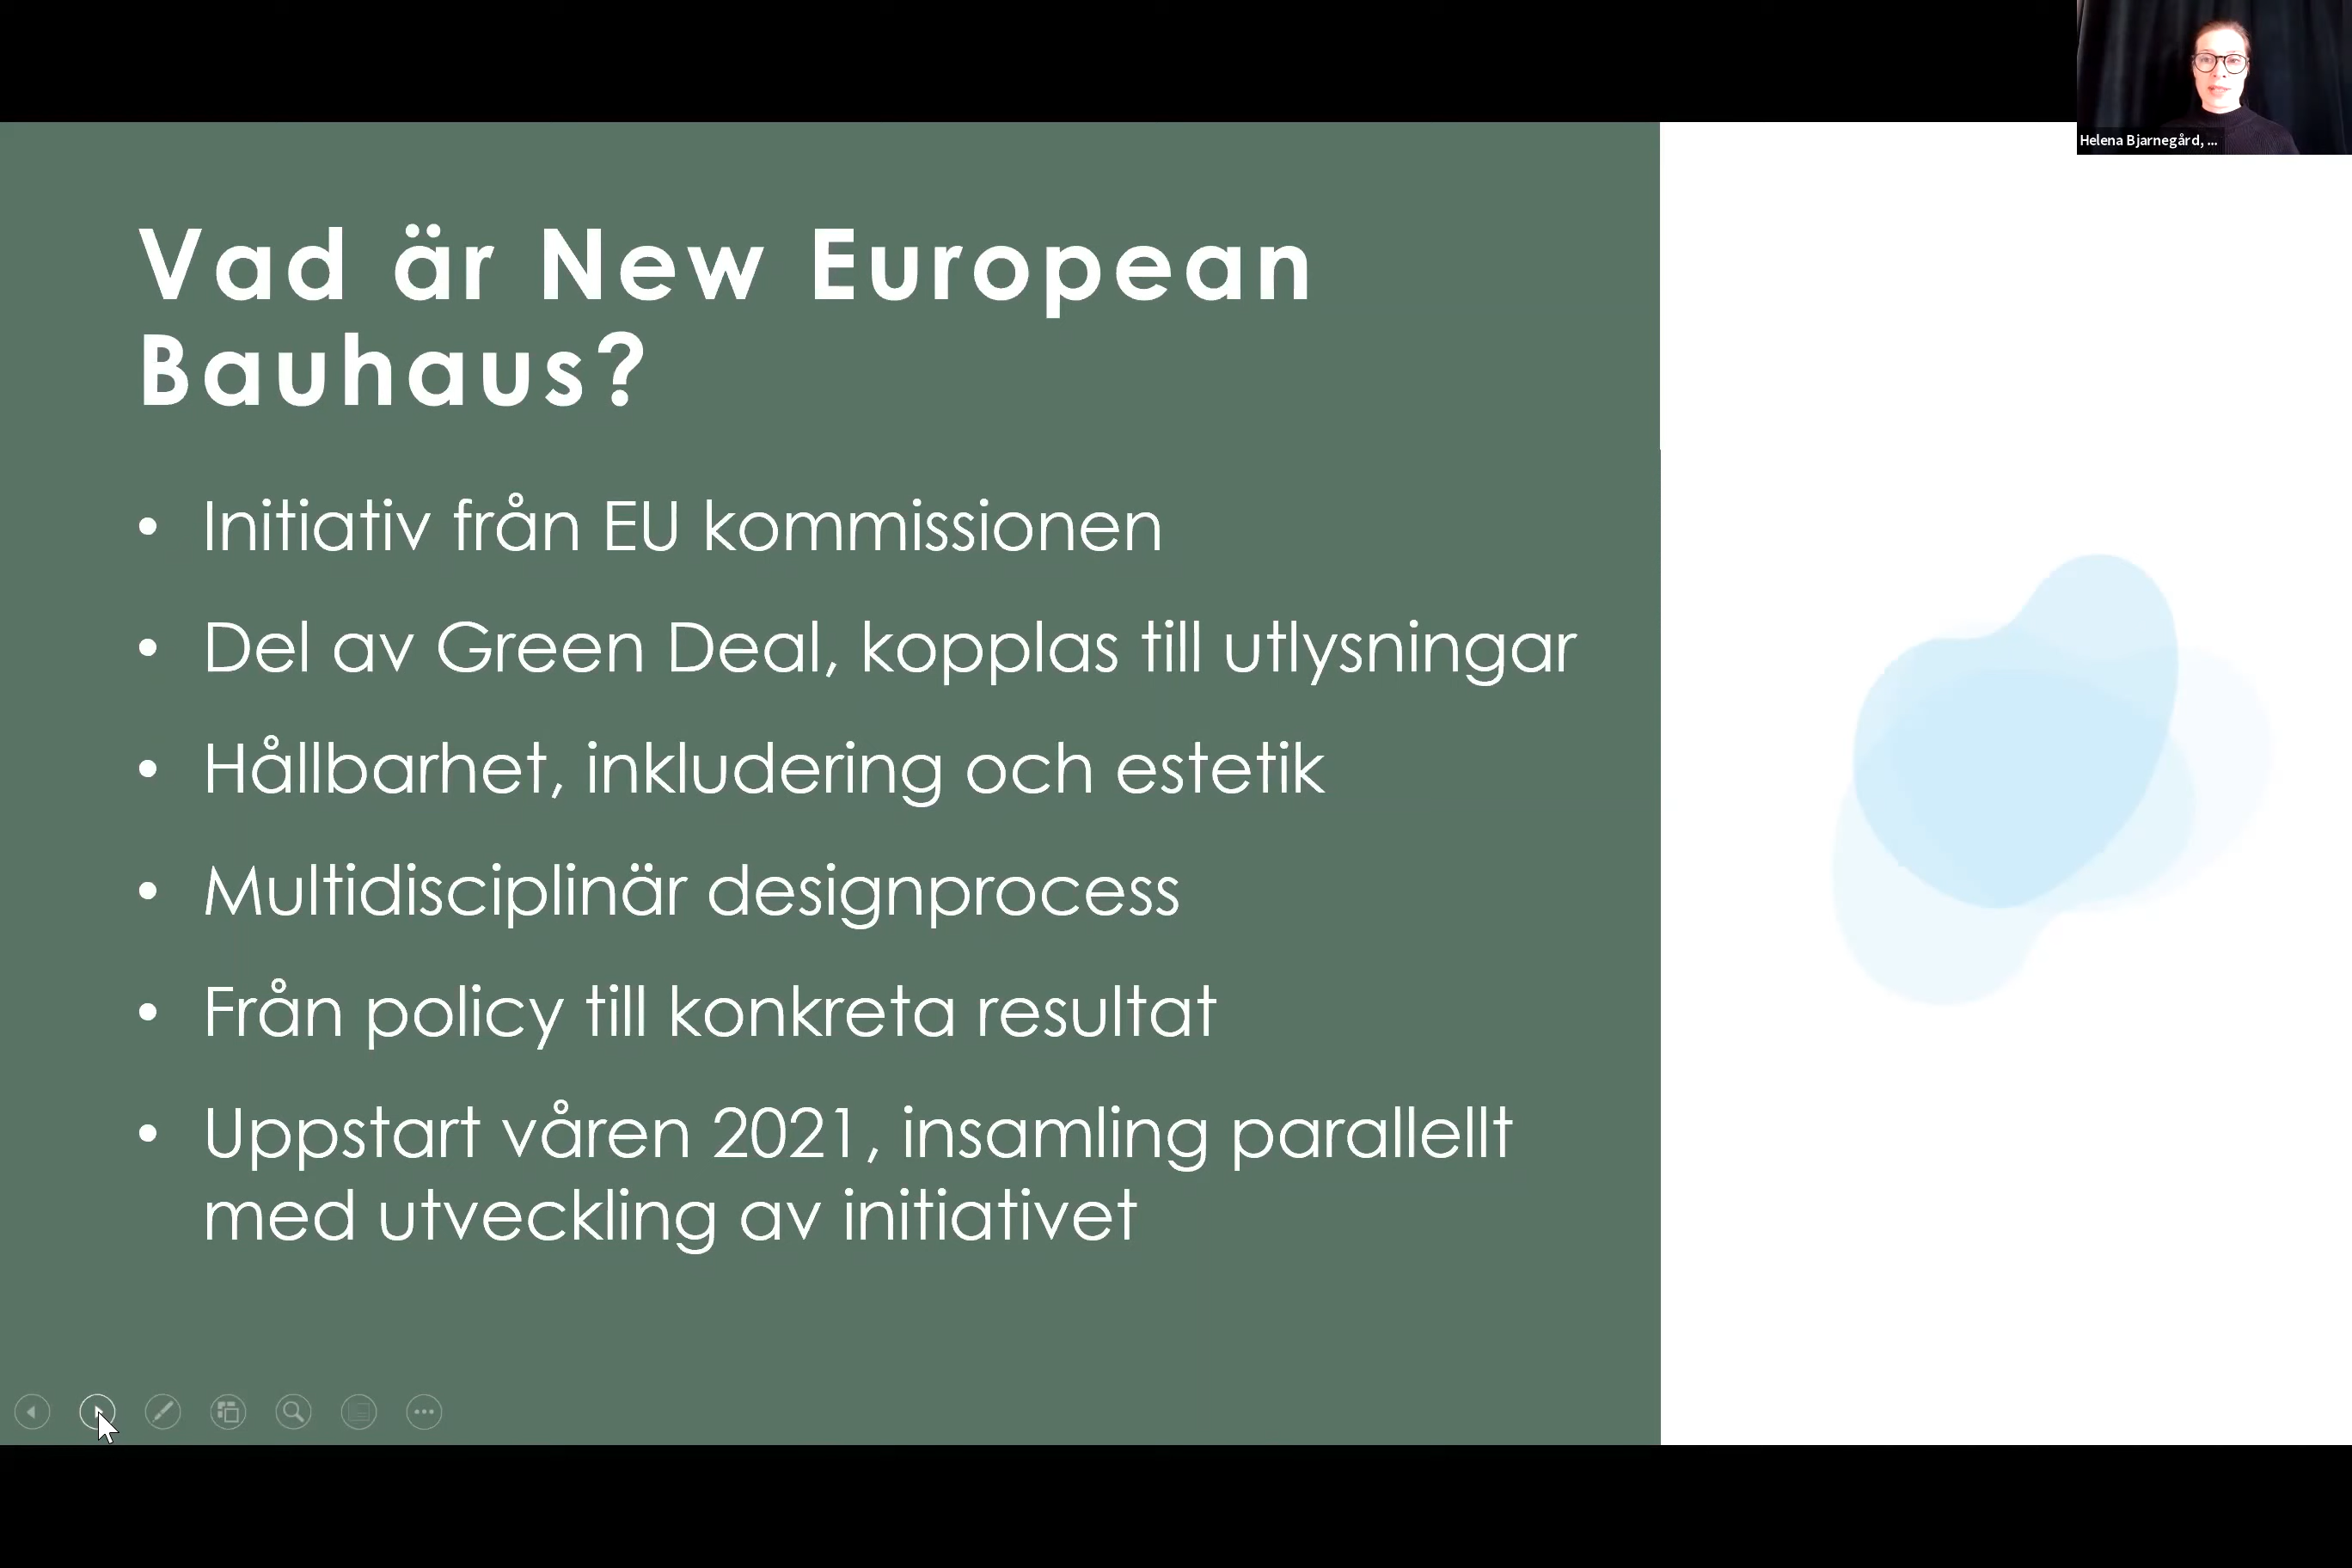 Helena Bjarnegård, ...
Vad är New European
Bauhaus?
• Initiativ från EU kommissionen
• Del av Green Deal, kopplas till utlysningar
• Hållbarhet, inkludering och estetik
• Multidisciplinär designprocess
• Från policy till konkreta resultat
• Uppstart våren 2021, insamling parallellt
med utveckling av initiativet